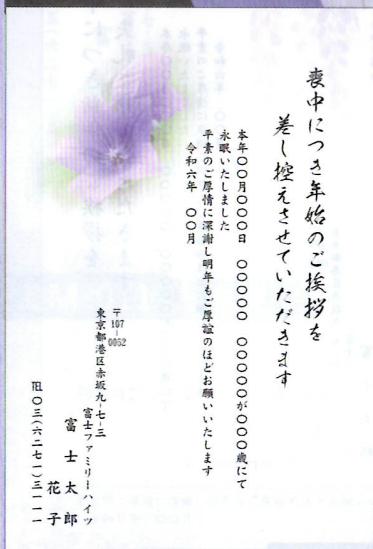 喪中につき年始のご挨拶を
差し控えさせていただきます
本年〇〇月〇〇〇日　〇〇〇〇〇　〇〇〇〇〇が〇〇〇歳にて
永眠いたしました
平素のご厚情に深謝し明年もご厚誼のほどお願いいたします
令和六年　〇〇月
〒107-0052
東京都港区赤坂九-七-三
富士ファミリーハイツ
富士太郎
花子
TEL〇三(六二七一)三一一一